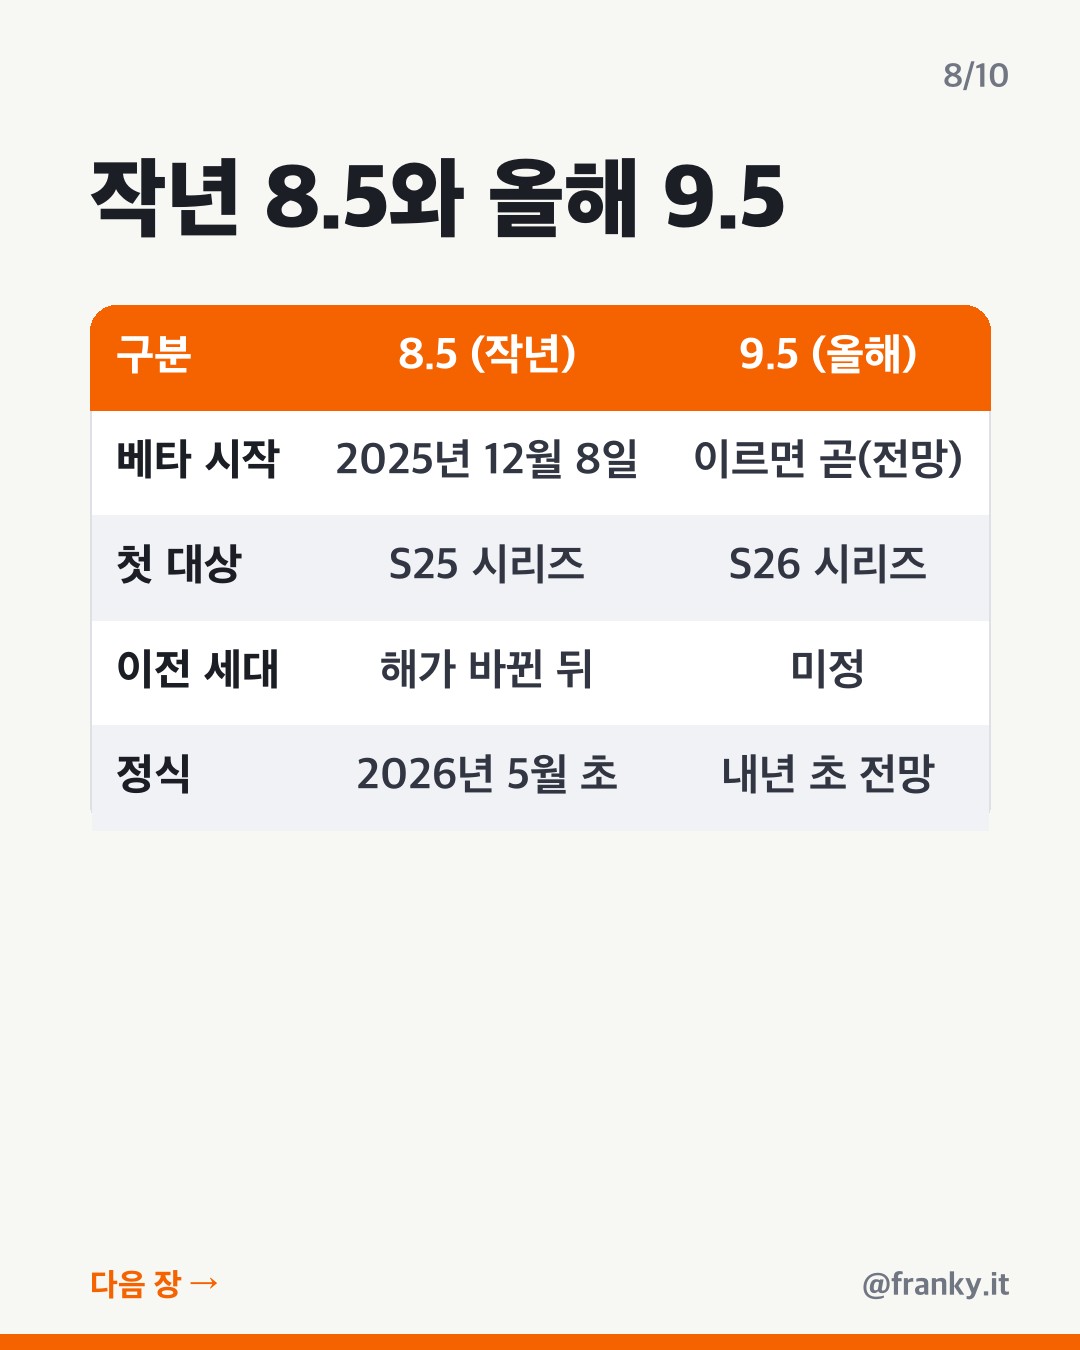 8/10
작년 8.5와 올해 9.5
구분 8.5 (작년) 9.5 (올해)
베타 시작 2025년 12월 8일 이르면 곧(전망)
첫 대상 S25 시리즈 S26 시리즈
이전 세대 해가 바뀐 뒤 미정
정식 2026년 5월 초 내년 초 전망
다음 장 →
@franky.it